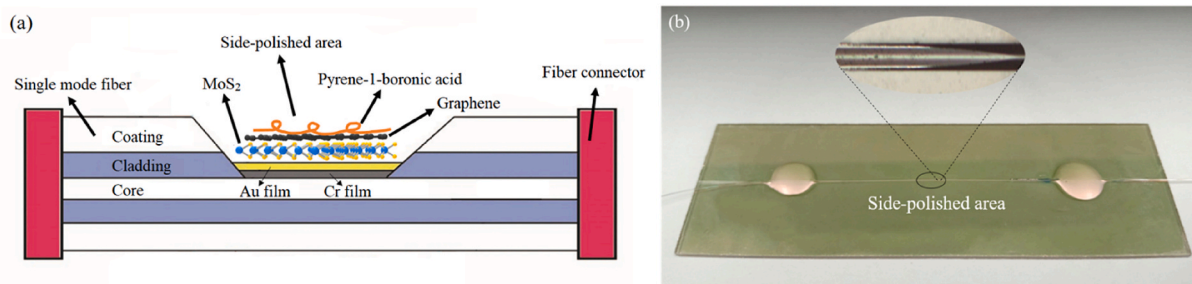 (a)
Side-polished area
Single mode fiber
MoS₂
Pyrene-1-boronic acid
Graphene
Fiber connector
Coating
Cladding
Core
Au film
Cr film
(b)
Side-polished area